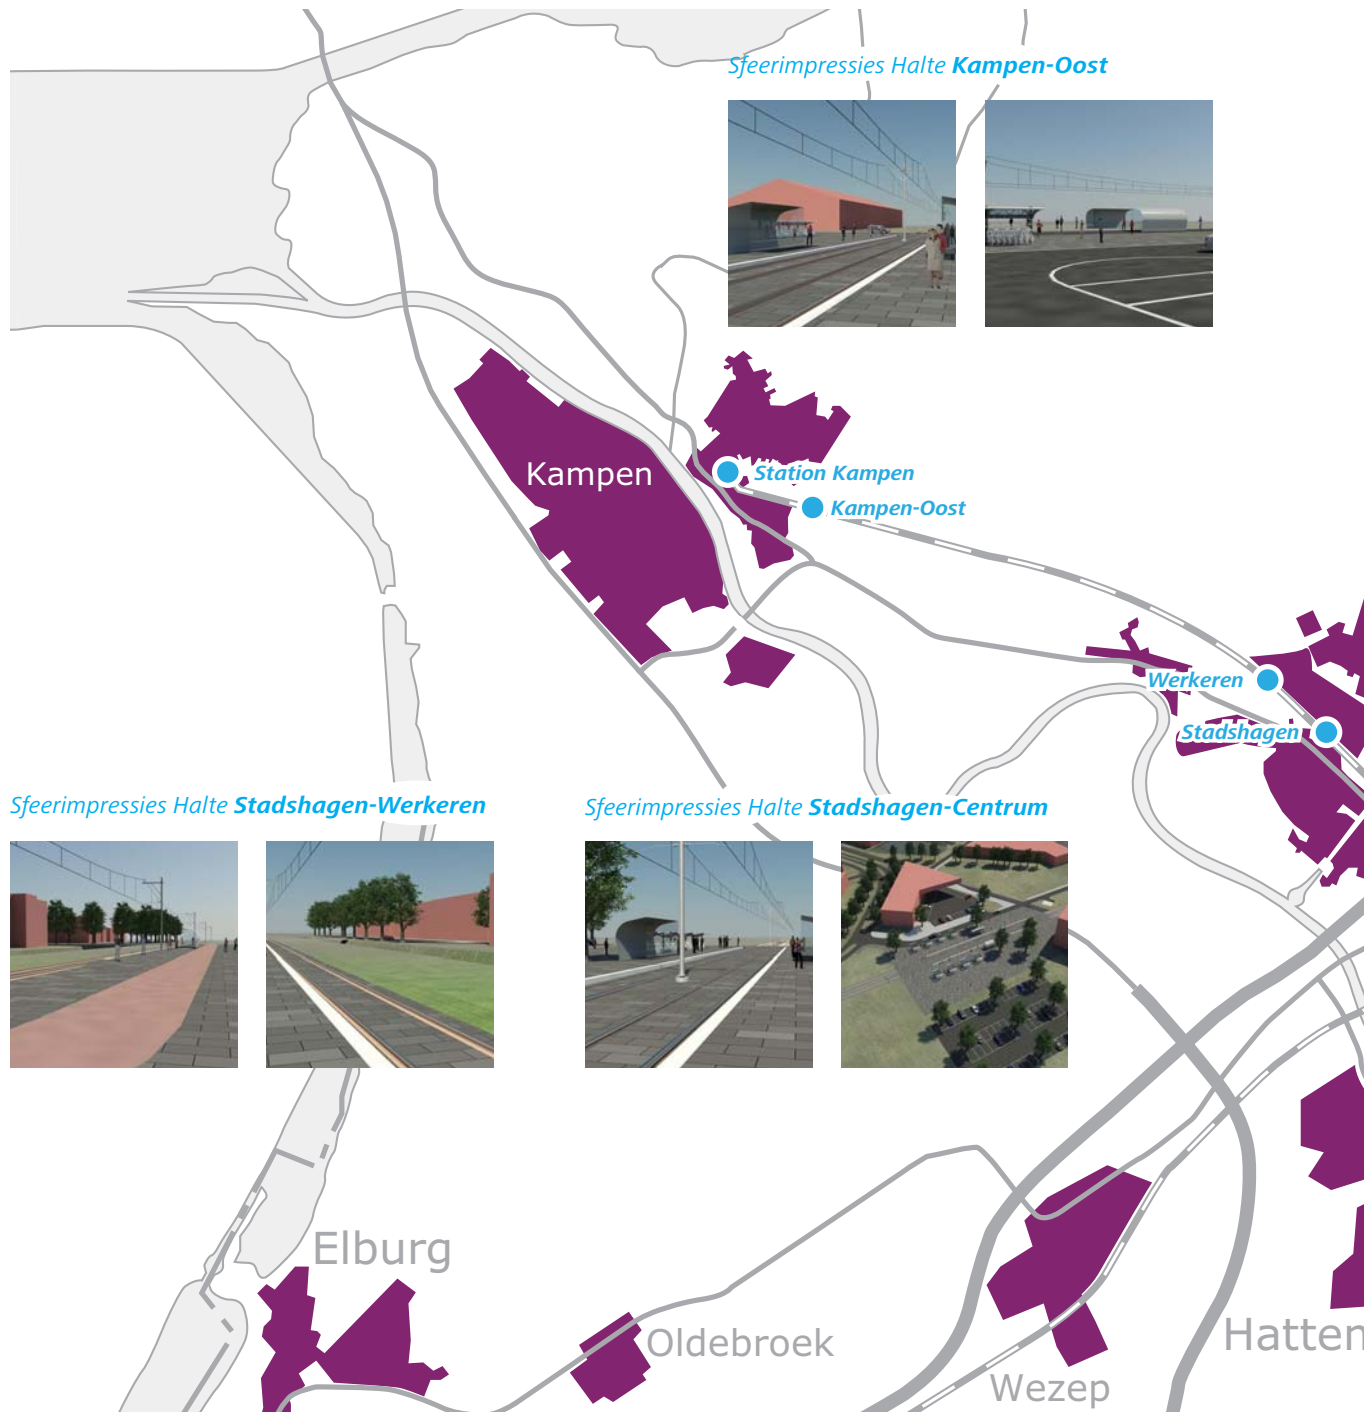 Sfeerimpressies Halte Kampen-Oost
Kampen
Station Kampen
Kampen-Oost
Werkeren
Stadshagen
Sfeerimpressies Halte Stadshagen-Werkeren
Sfeerimpressies Halte Stadshagen-Centrum
Elburg
Oldebroek
Hatten
Wezep